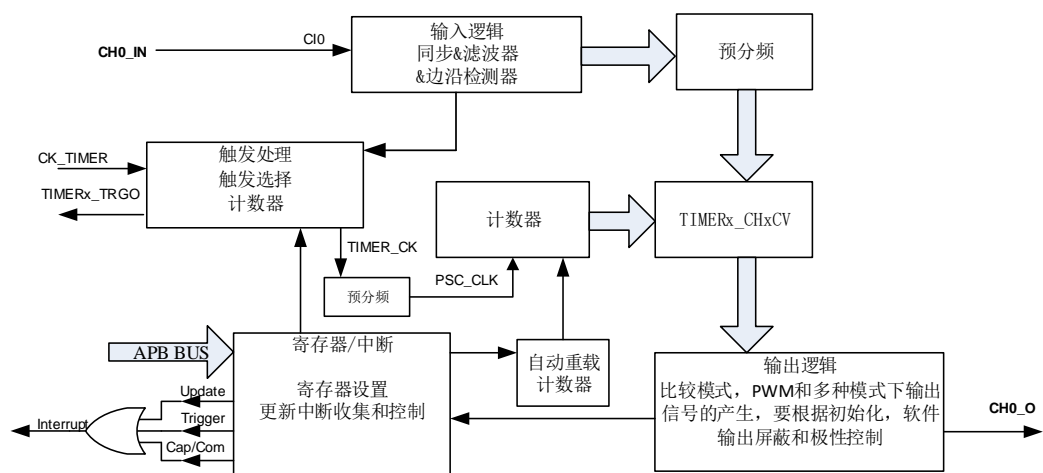 CH0_IN
CI0
输入逻辑
同步&滤波器
&边沿检测器
预分频
CK_TIMER
TIMERx_TRGO
触发处理
触发选择
计数器
计数器
TIMERx_CHxCV
TIMER_CK
预分频
PSC_CLK
APB BUS
寄存器/中断
寄存器设置
更新中断收集和控制
自动重载
计数器
输出逻辑
比较模式，PWM和多种模式下输出
信号的产生，要根据初始化，软件
输出屏蔽和极性控制
CH0_O
Update
Trigger
Cap/Com
Interrupt